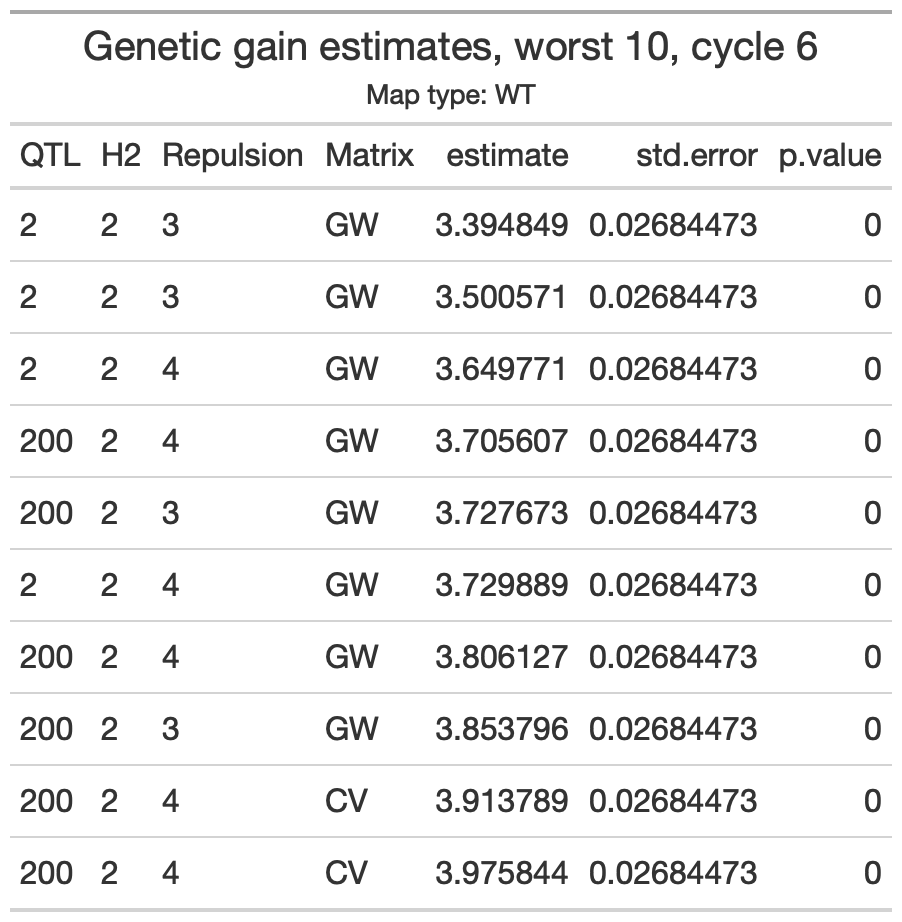 Genetic gain estimates, worst 10, cycle 6
Map type: WT
QTL H2 Repulsion Matrix estimate std.error p.value
2 2 3 GW 3.394849 0.02684473 0
2 2 3 GW 3.500571 0.02684473 0
2 2 4 GW 3.649771 0.02684473 0
200 2 4 GW 3.705607 0.02684473 0
200 2 3 GW 3.727673 0.02684473 0
2 2 4 GW 3.729889 0.02684473 0
200 2 4 GW 3.806127 0.02684473 0
200 2 3 GW 3.853796 0.02684473 0
200 2 4 CV 3.913789 0.02684473 0
200 2 4 CV 3.975844 0.02684473 0